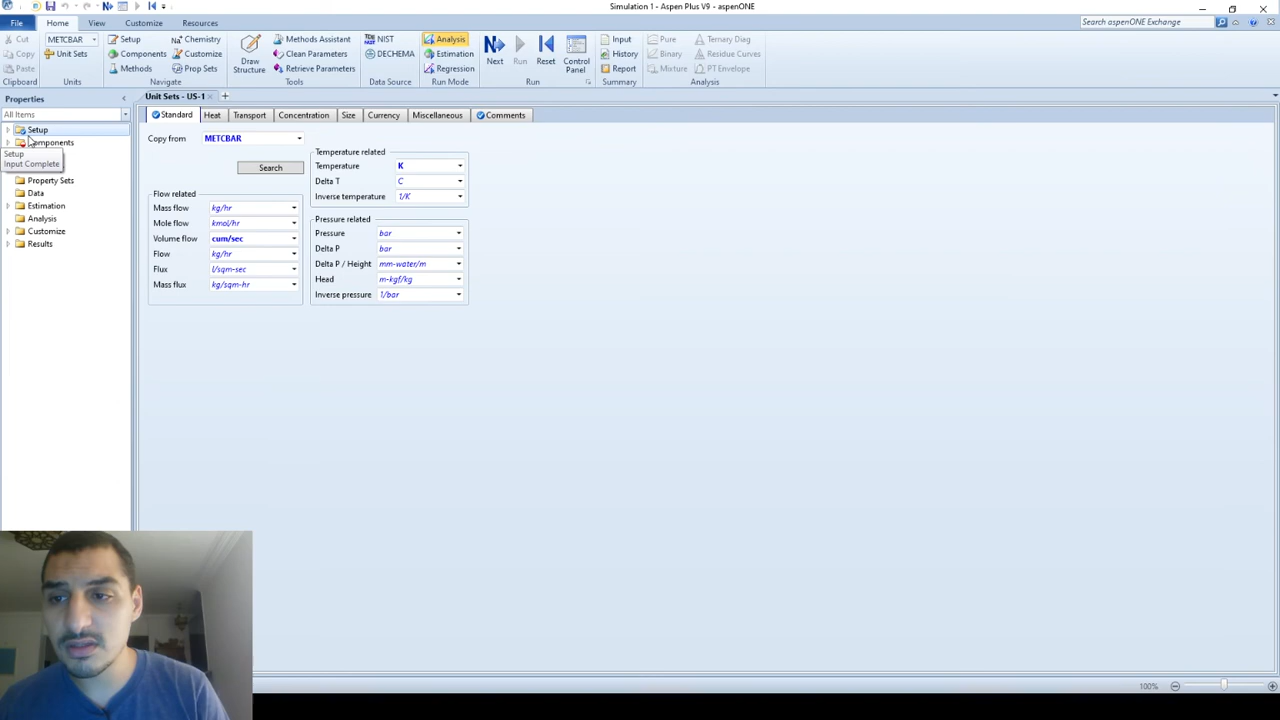 Simulation 1 - Aspen Plus V9 - aspenONE
File Home View Customize Resources
Search aspenONE Exchange
Cut METCBAR Setup Chemistry Methods Assistant NIST Analysis Input Pure Ternary Diag
Copy Unit Sets Components Customize Clean Parameters DECHEMA Estimation History Binary Residue Curves
Paste Methods Prop Sets Draw Structure Retrieve Parameters Regression Next Run Reset Control Panel Report Mixture PT Envelope
Clipboard Units Navigate Tools Data Source Run Mode Run Summary Analysis
Properties
All Items
Setup
Components
Setup
Input Complete
Property Sets
Data
Estimation
Analysis
Customize
Results
Unit Sets - US-1
Standard Heat Transport Concentration Size Currency Miscellaneous Comments
Copy from METCBAR
Search
Flow related
Mass flow kg/hr
Mole flow kmol/hr
Volume flow cum/sec
Flow kg/hr
Flux l/sqm-sec
Mass flux kg/sqm-hr
Temperature related
Temperature K
Delta T C
Inverse temperature 1/K
Pressure related
Pressure bar
Delta P bar
Delta P / Height mm-water/m
Head m-kgf/kg
Inverse pressure 1/bar
100%